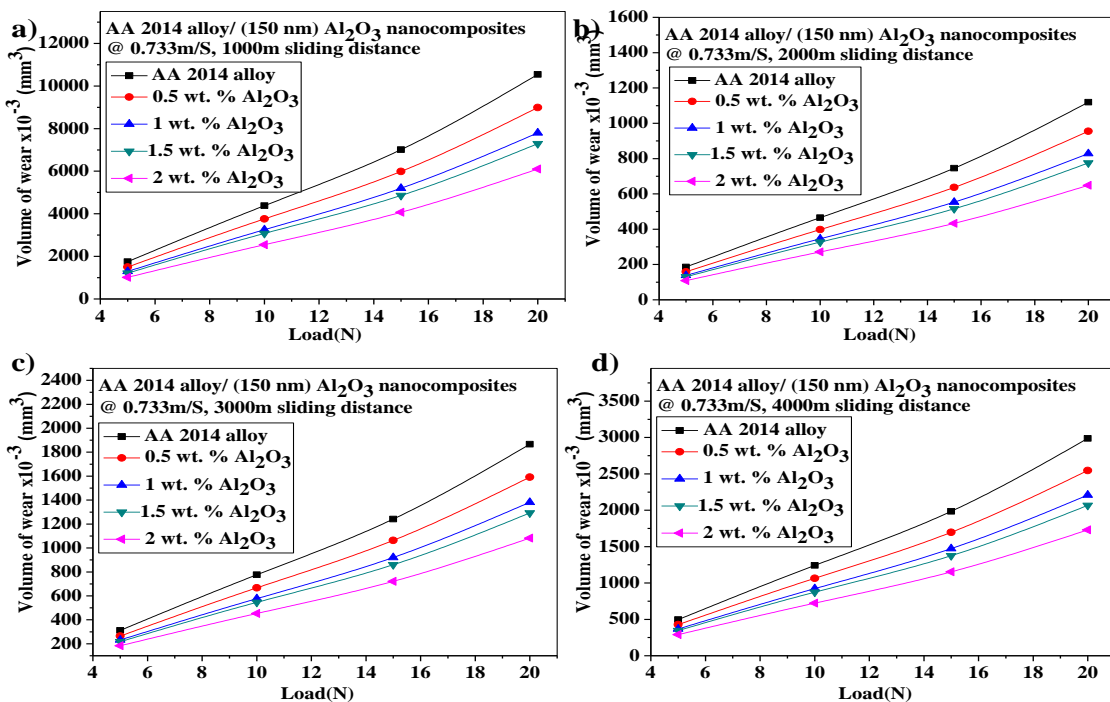 a)
AA 2014 alloy/ (150 nm) Al₂O₃ nanocomposites
@ 0.733m/S, 1000m sliding distance
AA 2014 alloy
0.5 wt. % Al₂O₃
1 wt. % Al₂O₃
1.5 wt. % Al₂O₃
2 wt. % Al₂O₃
Volume of wear x10⁻³ (mm³)
12000
10000
8000
6000
4000
2000
0
4 6 8 10 12 14 16 18 20
Load(N)
b)
AA 2014 alloy/ (150 nm) Al₂O₃ nanocomposites
@ 0.733m/S, 2000m sliding distance
AA 2014 alloy
0.5 wt. % Al₂O₃
1 wt. % Al₂O₃
1.5 wt. % Al₂O₃
2 wt. % Al₂O₃
Volume of wear x10⁻³ (mm³)
1600
1400
1200
1000
800
600
400
200
0
4 6 8 10 12 14 16 18 20
Load(N)
c)
AA 2014 alloy/ (150 nm) Al₂O₃ nanocomposites
@ 0.733m/S, 3000m sliding distance
AA 2014 alloy
0.5 wt. % Al₂O₃
1 wt. % Al₂O₃
1.5 wt. % Al₂O₃
2 wt. % Al₂O₃
Volume of wear x10⁻³ (mm³)
2400
2200
2000
1800
1600
1400
1200
1000
800
600
400
200
4 6 8 10 12 14 16 18 20
Load(N)
d)
AA 2014 alloy/ (150 nm) Al₂O₃ nanocomposites
@ 0.733m/S, 4000m sliding distance
AA 2014 alloy
0.5 wt. % Al₂O₃
1 wt. % Al₂O₃
1.5 wt. % Al₂O₃
2 wt. % Al₂O₃
Volume of wear x10⁻³ (mm³)
3500
3000
2500
2000
1500
1000
500
0
4 6 8 10 12 14 16 18 20
Load(N)